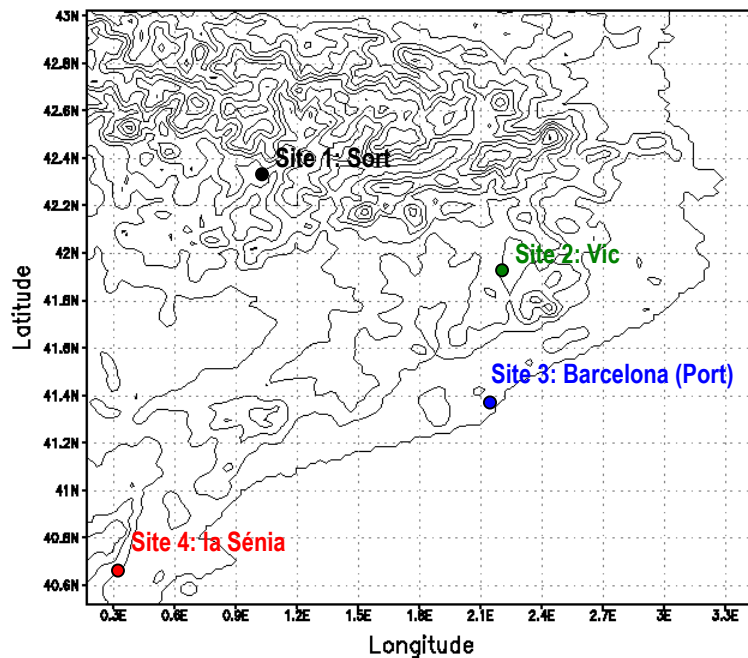 43N
42.8N
42.6N
42.4N
Site 1: Sort
42.2N
42N
Site 2: Vic
41.8N
Latitude
41.6N
41.4N
Site 3: Barcelona (Port)
41.2N
41N
40.8N
Site 4: la Sénia
40.6N
0.3E 0.6E 0.9E 1.2E 1.5E 1.8E 2.1E 2.4E 2.7E 3E 3.3E
Longitude